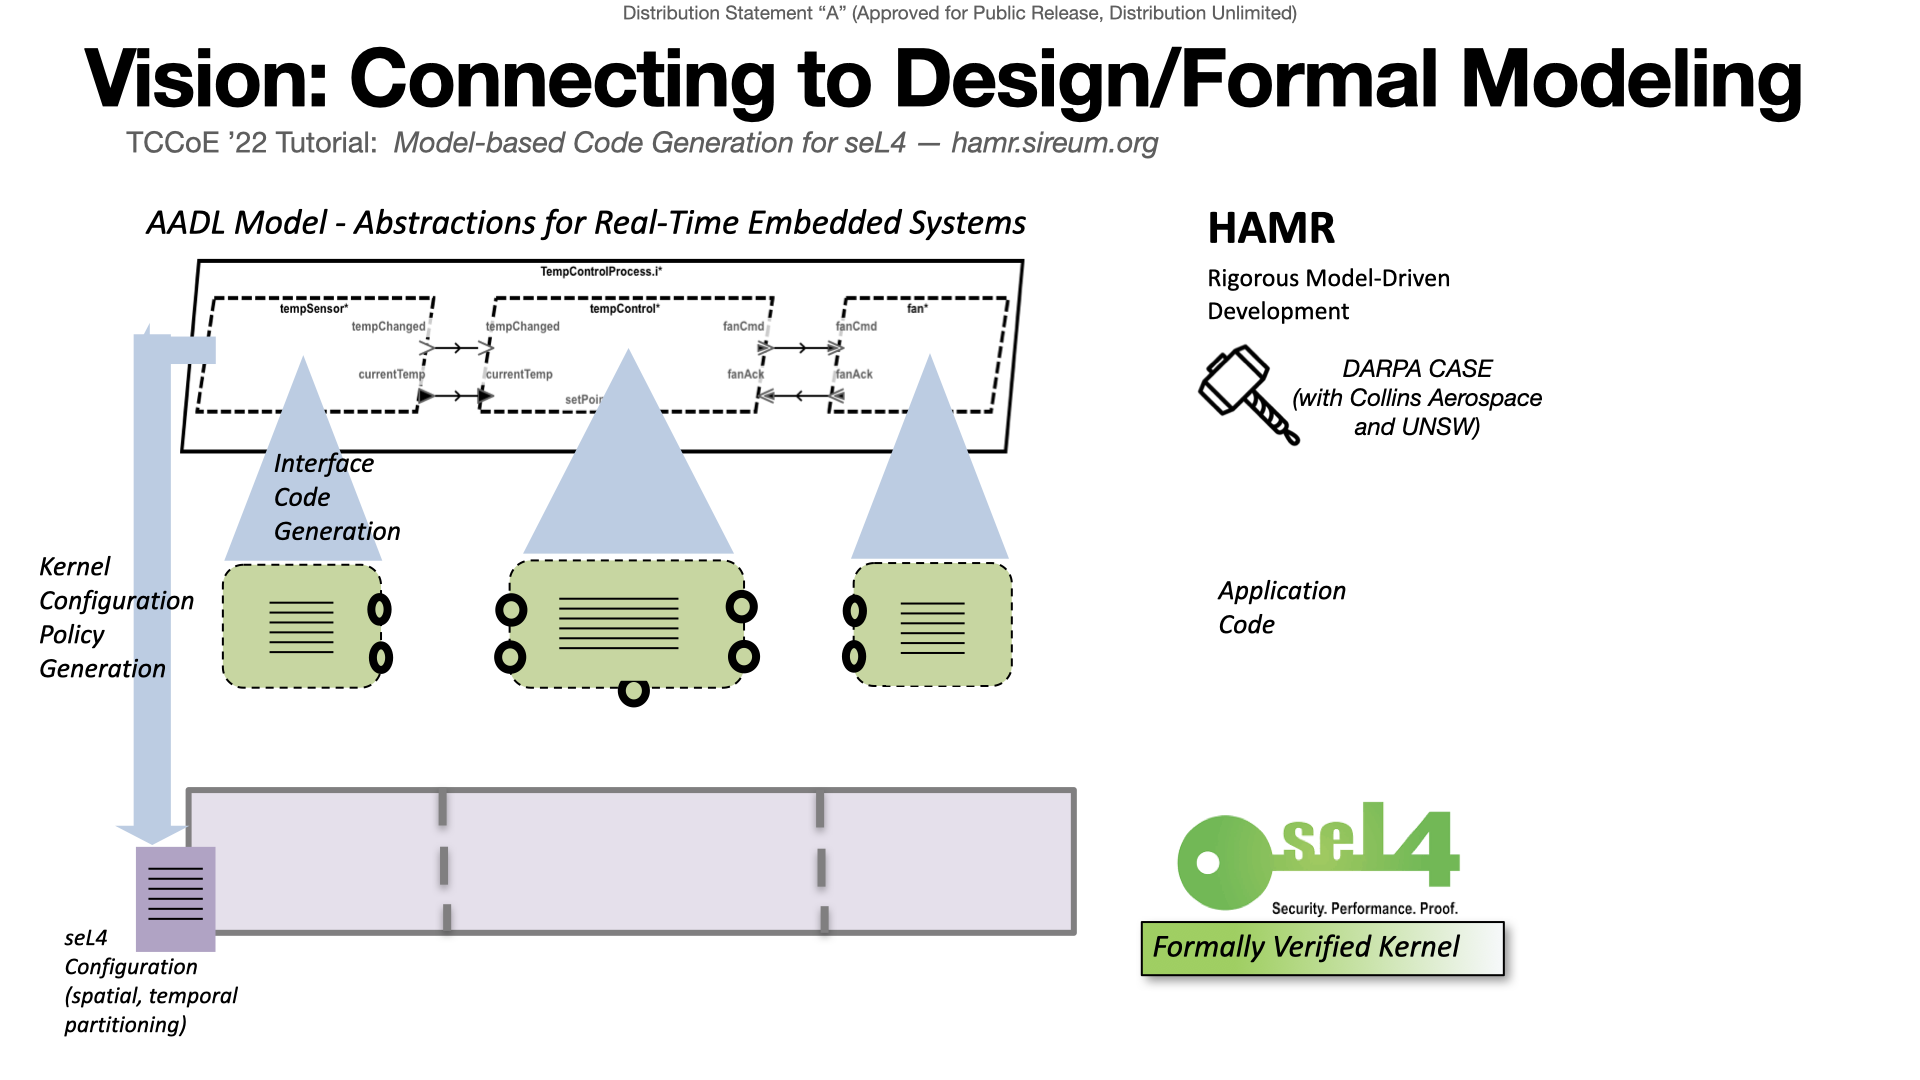 Distribution Statement “A” (Approved for Public Release, Distribution Unlimited)
Vision: Connecting to Design/Formal Modeling
TCCoE ’22 Tutorial: Model-based Code Generation for seL4 — hamr.sireum.org
AADL Model - Abstractions for Real-Time Embedded Systems
TempControlProcess.i*
tempSensor*
tempChanged
currentTemp
tempControl*
tempChanged
currentTemp
fanCmd
fanAck
fan*
fanCmd
fanAck
Interface
Code
Generation
Kernel
Configuration
Policy
Generation
seL4
Configuration
(spatial, temporal
partitioning)
HAMR
Rigorous Model-Driven
Development
DARPA CASE
(with Collins Aerospace
and UNSW)
Application
Code
seL4
Security. Performance. Proof.
Formally Verified Kernel